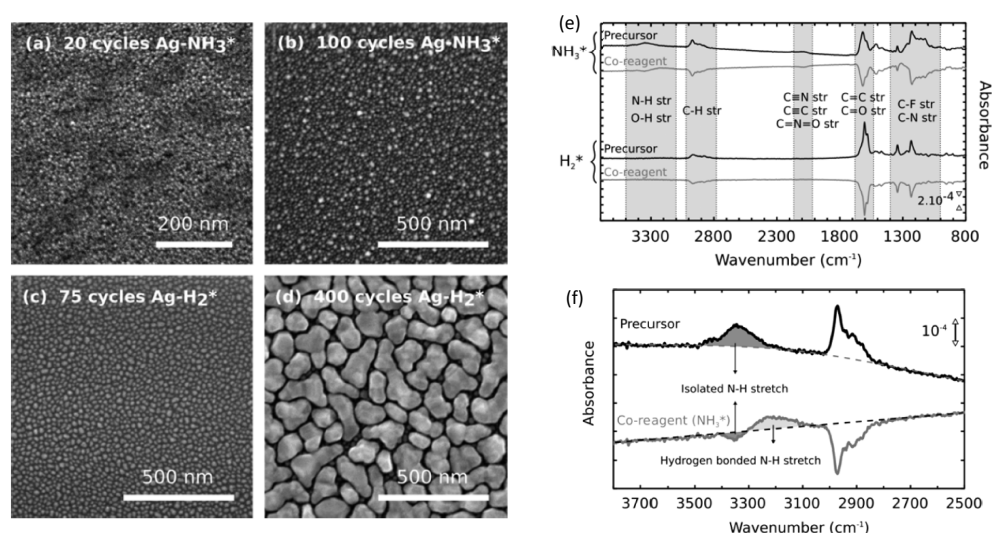 (a) 20 cycles Ag-NH3*
200 nm
(b) 100 cycles Ag-NH3*
500 nm
(c) 75 cycles Ag-H2*
500 nm
(d) 400 cycles Ag-H2*
500 nm
(e)
NH3*
Precursor
Co-reagent
N-H str
O-H str
C-H str
C≡N str
C≡C str
C=N=O str
C=C str
C=O str
C-F str
C-N str
H2*
Precursor
Co-reagent
2.10-4
3300 2800 2300 1800 1300 800
Wavenumber (cm-1)
Absorbance
(f)
Precursor
10-4
Isolated N-H stretch
Co-reagent (NH3*)
Hydrogen bonded N-H stretch
Absorbance
3700 3500 3300 3100 2900 2700 2500
Wavenumber (cm-1)